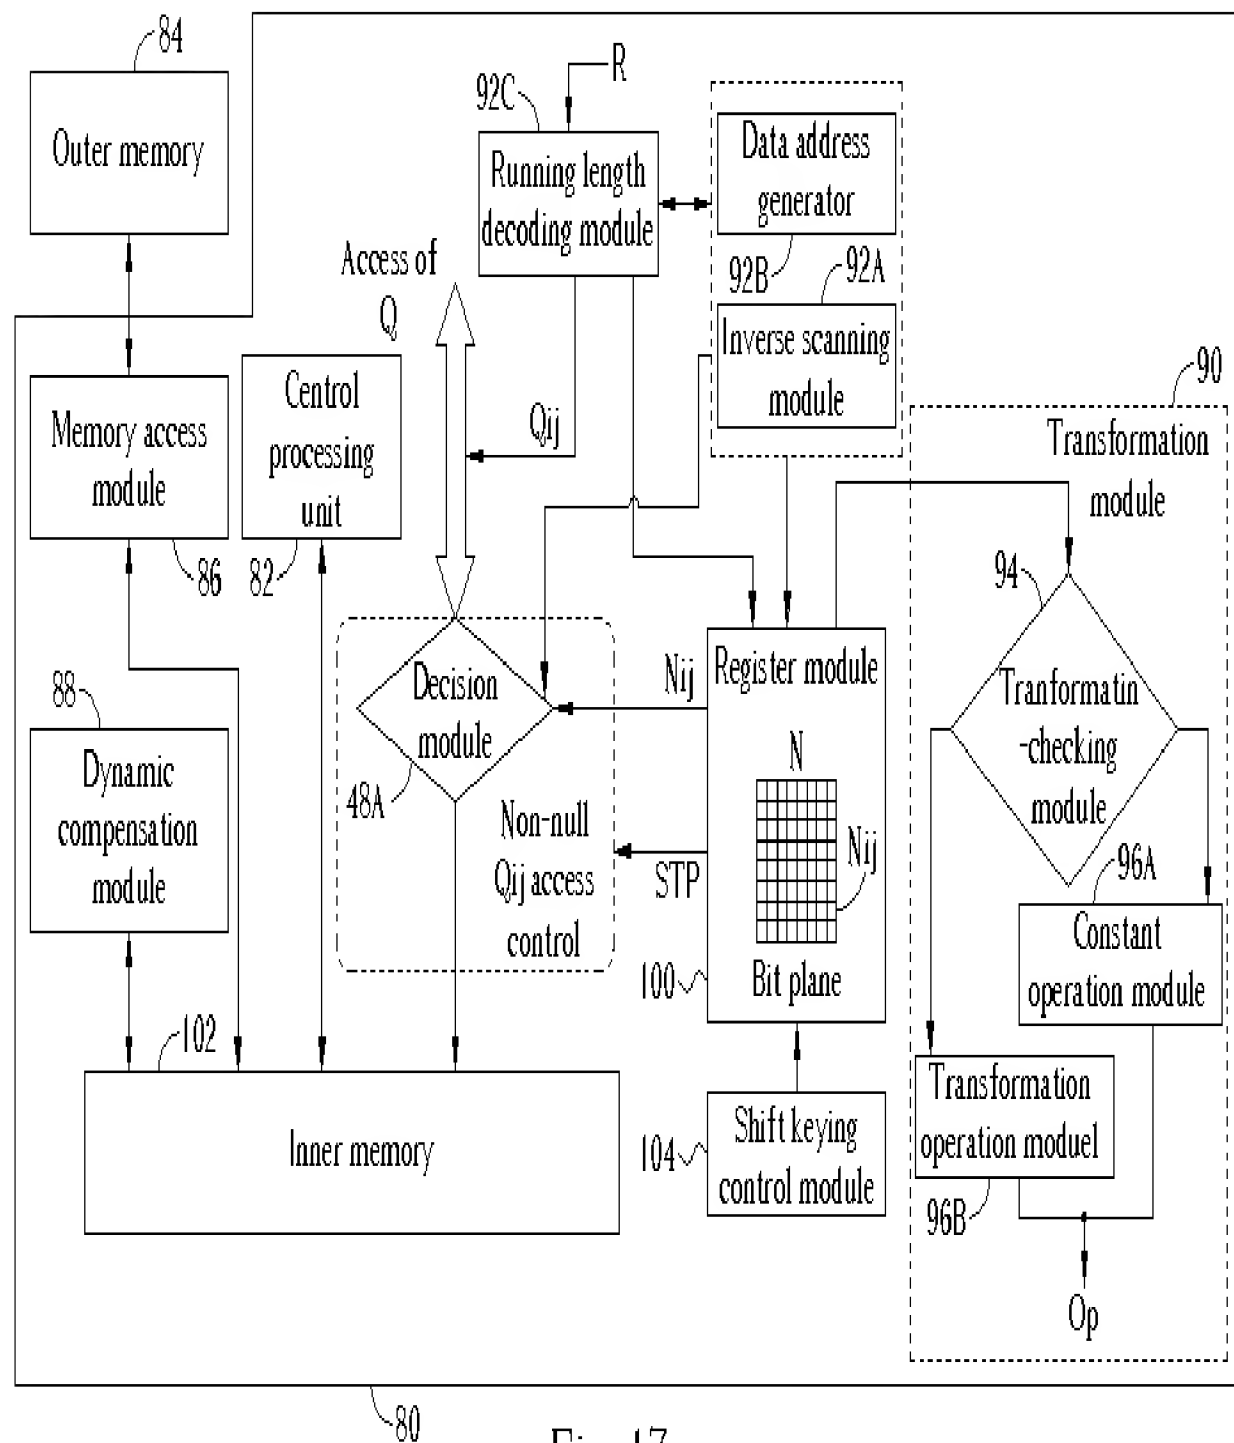 84
Outer memory
R
92C
Running length
decoding module
Data address
generator
92B
92A
Inverse scanning
module
Access of
Q
Qij
Central
processing
unit
82
Memory access
module
86
90
Transformation
module
94
Tranformatin
-checking
module
96A
Constant
operation module
Transformation
operation moduel
96B
Op
88
Dynamic
compensation
module
Decision
module
48A
Nij
Non-null
Qij access
control
STP
Register module
N
Nij
Bit plane
100
102
Inner memory
104
Shift keying
control module
80